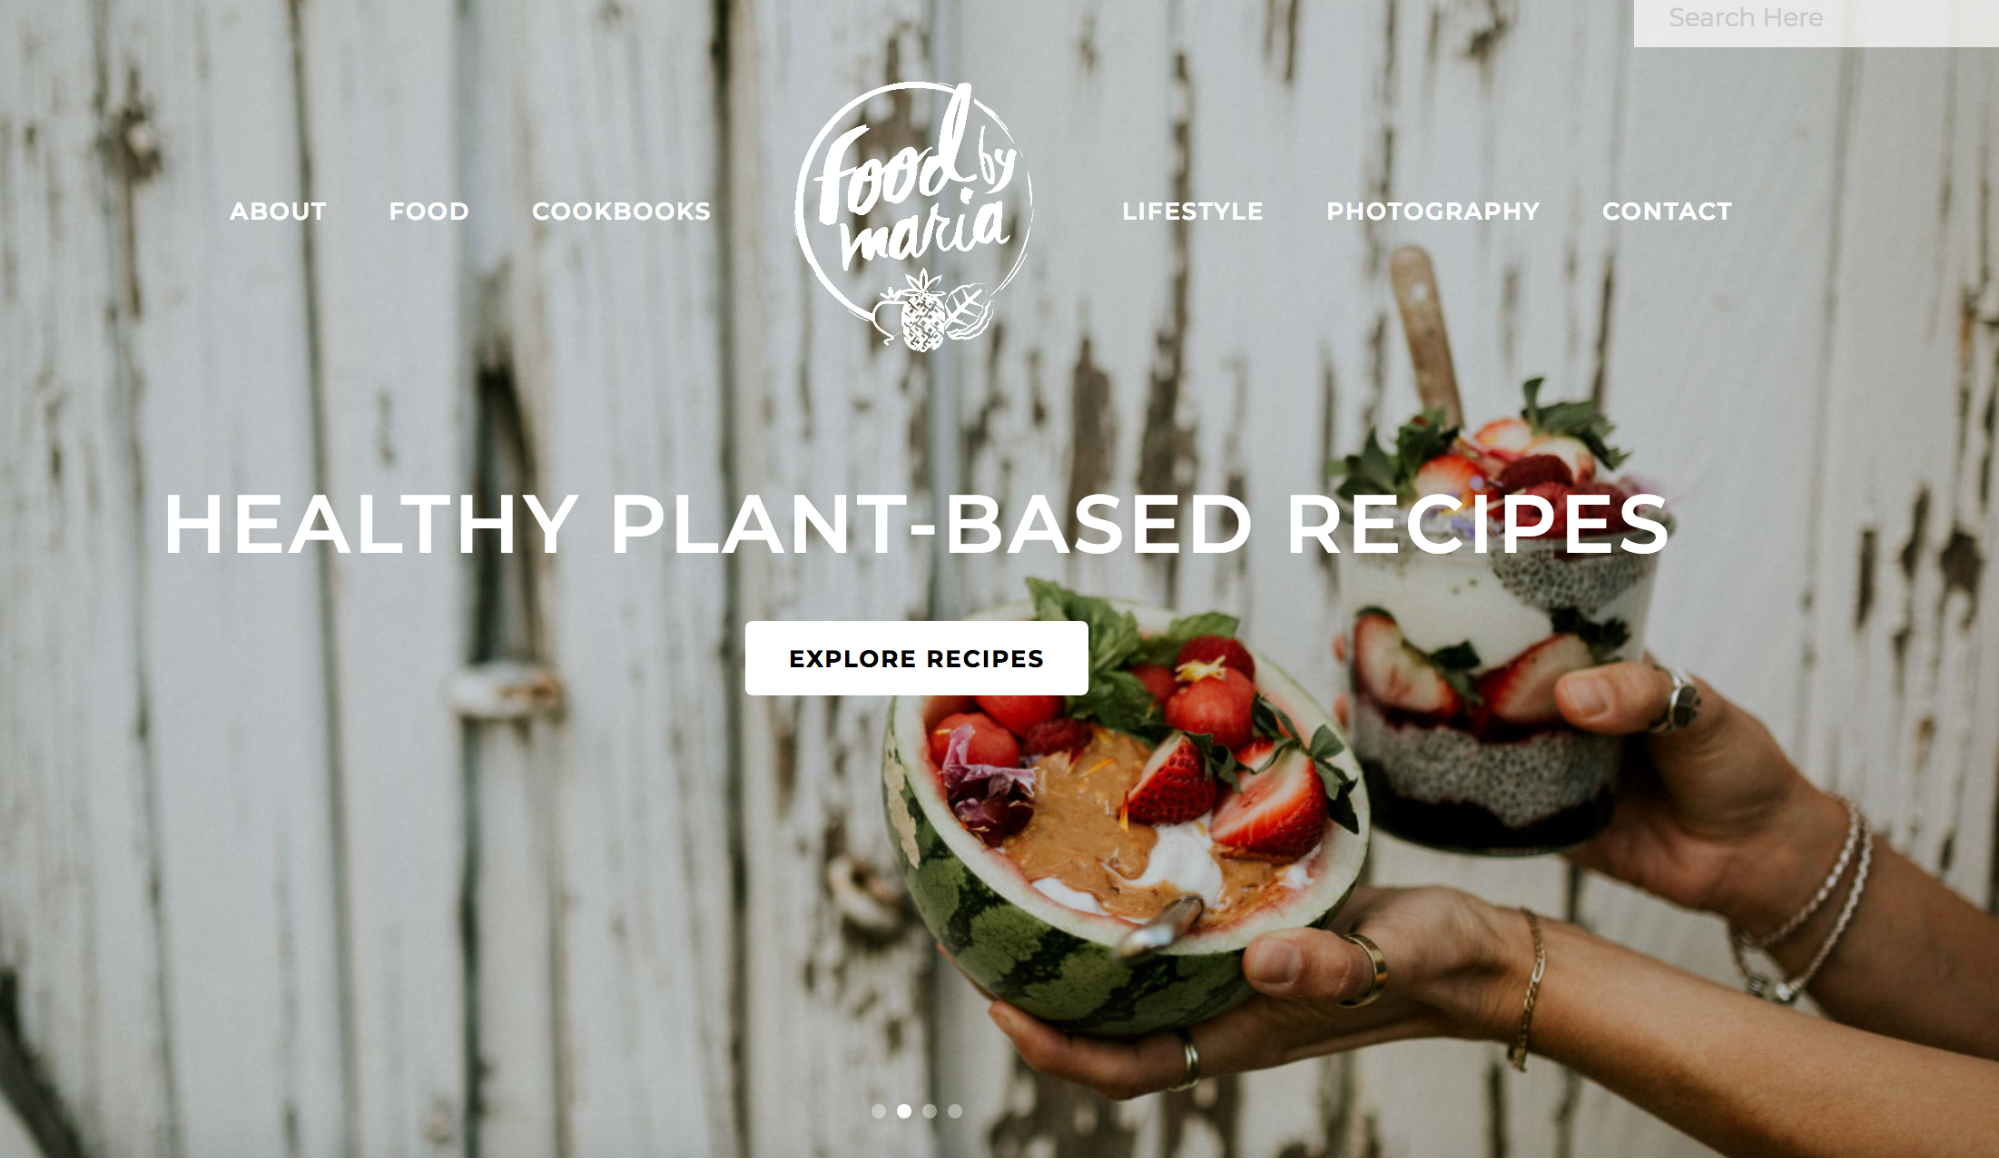 Search Here
ABOUT FOOD COOKBOOKS
food by
maria
LIFESTYLE PHOTOGRAPHY CONTACT
HEALTHY PLANT-BASED RECIPES
EXPLORE RECIPES